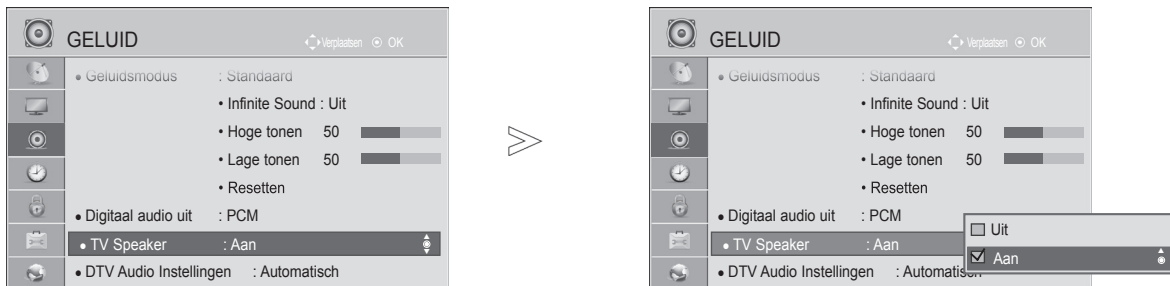 GELUID
Verplaatsen OK
• Geluidsmodus : Standaard
• Infinite Sound : Uit
• Hoge tonen 50
• Lage tonen 50
• Resetten
• Digitaal audio uit : PCM
• TV Speaker : Aan
• DTV Audio Instellingen : Automatisch
GELUID
Verplaatsen OK
• Geluidsmodus : Standaard
• Infinite Sound : Uit
• Hoge tonen 50
• Lage tonen 50
• Resetten
• Digitaal audio uit : PCM
• TV Speaker : Aan
• DTV Audio Instellingen : Automatisch
Uit
Aan